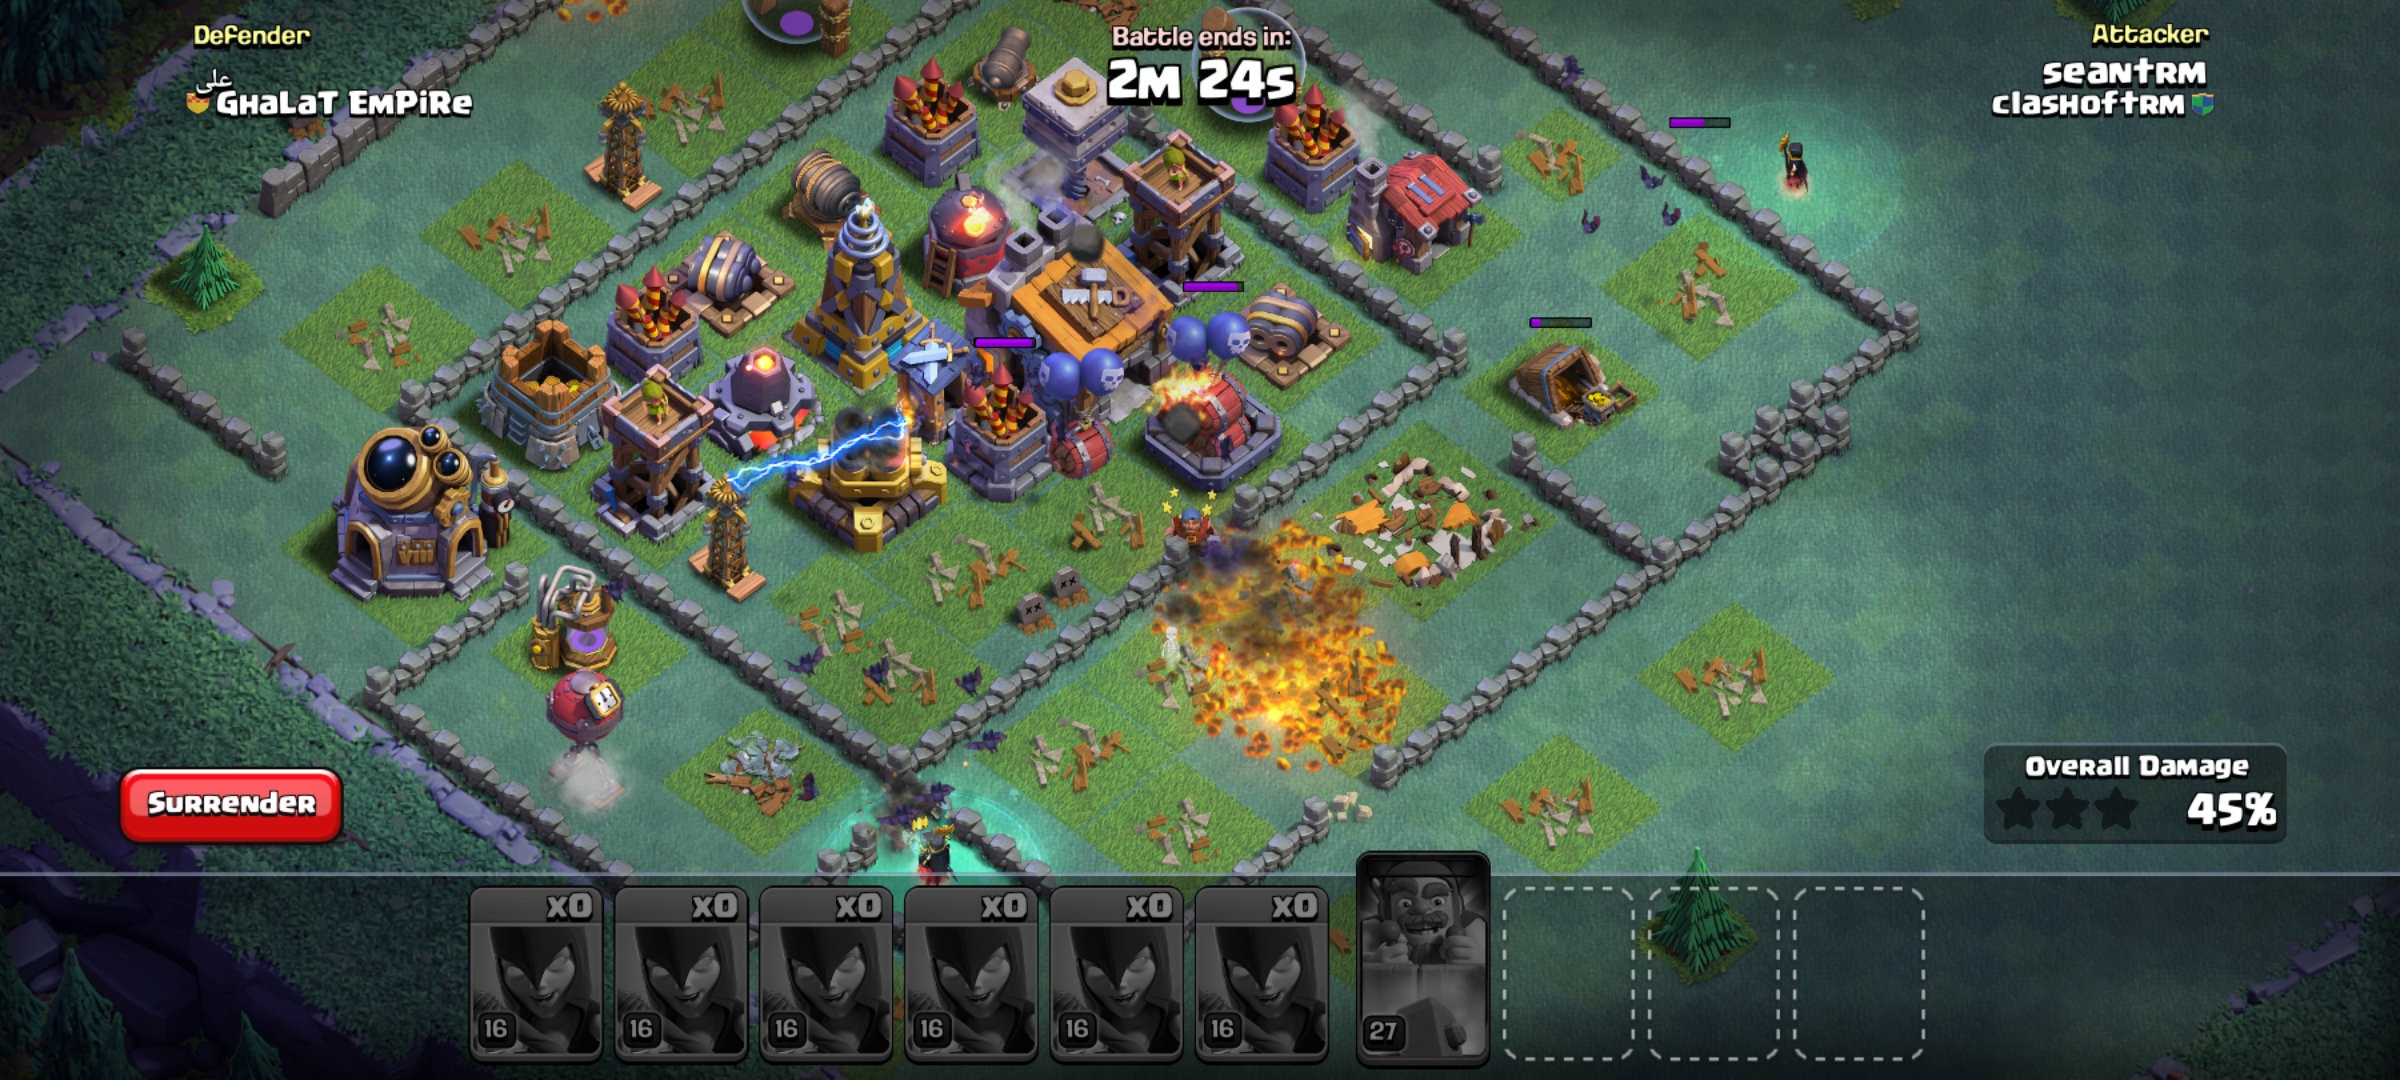 Defender
على
GHaLaT EmPiRe
Battle ends in:
2m 24s
Attacker
seantrm
clashoftrm
Surrender
Overall Damage
45%
x0
x0
x0
x0
x0
x0
16
16
16
16
16
16
27